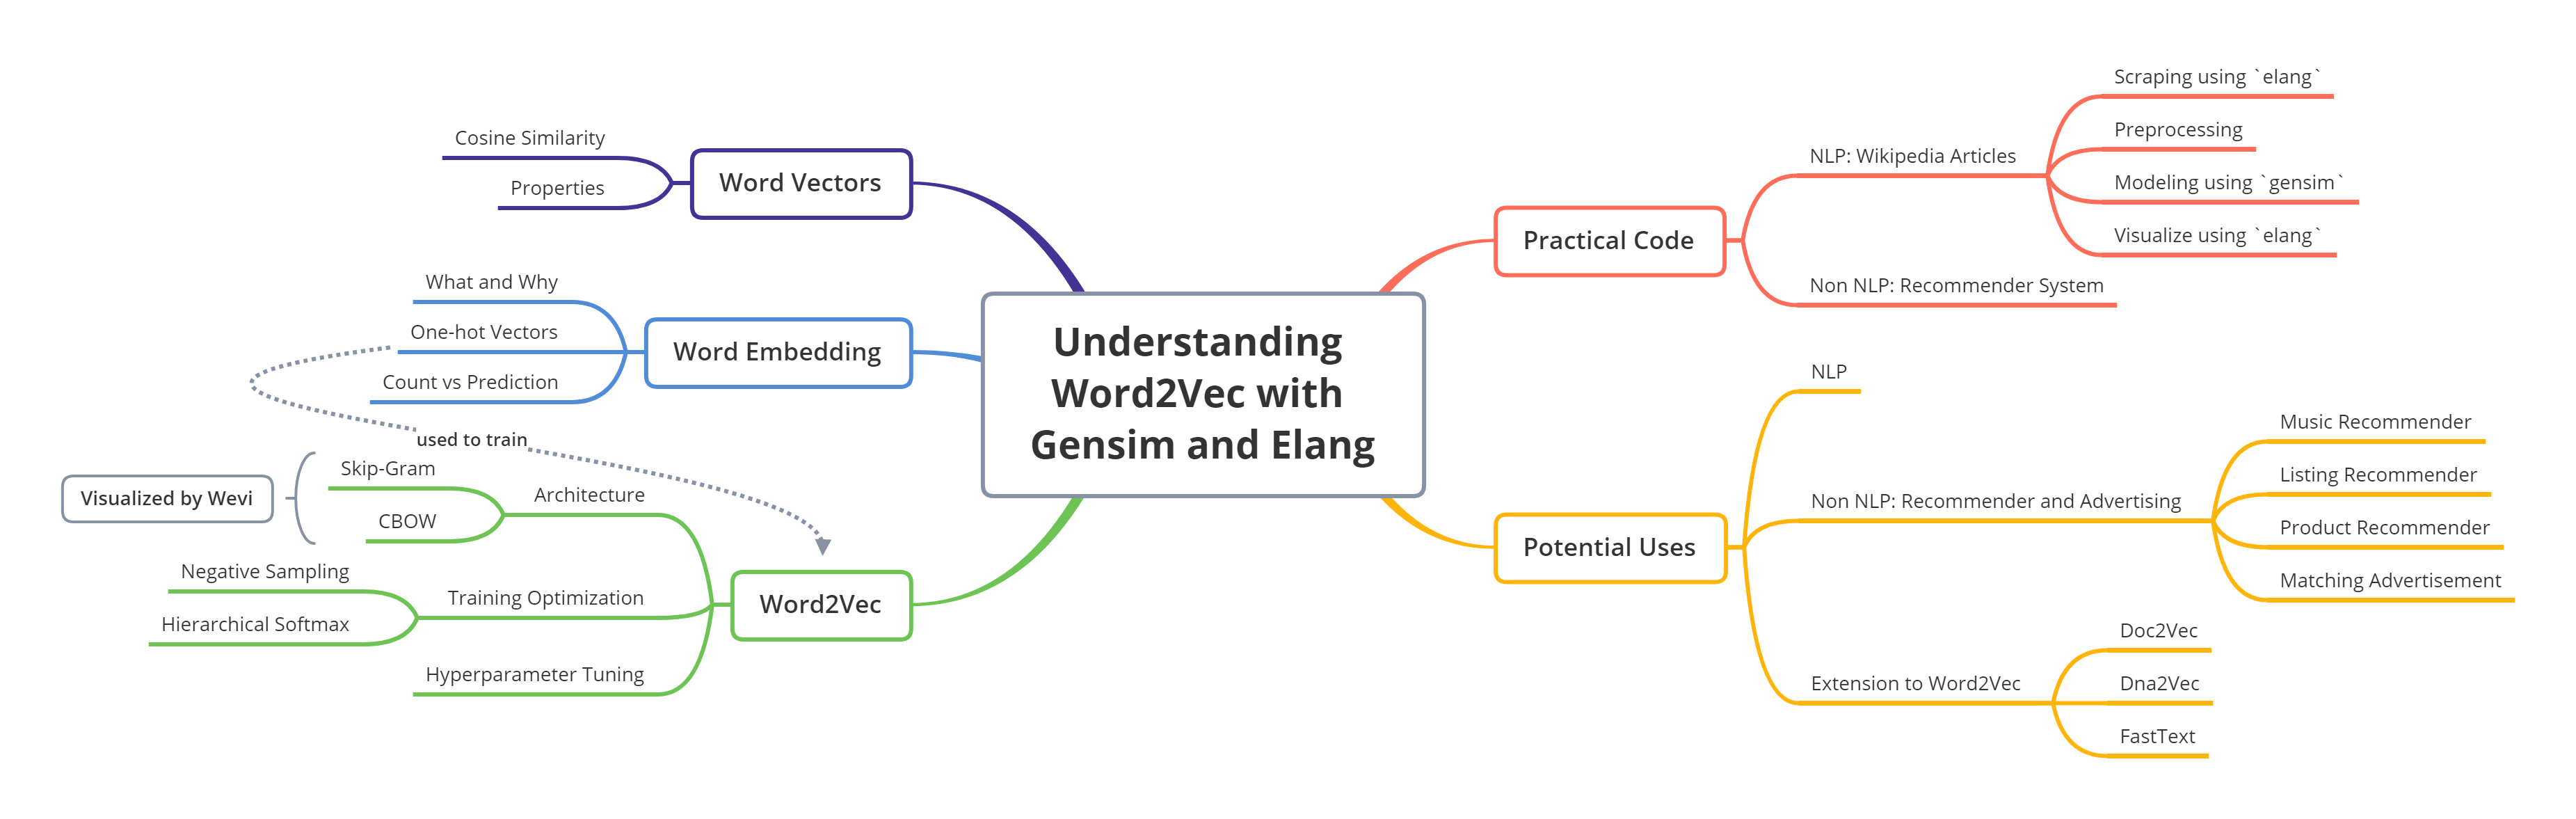 Understanding
Word2Vec with
Gensim and Elang
Word Vectors
Cosine Similarity
Properties
Word Embedding
What and Why
One-hot Vectors
Count vs Prediction
used to train
Word2Vec
Architecture
Skip-Gram
CBOW
Visualized by Wevi
Training Optimization
Negative Sampling
Hierarchical Softmax
Hyperparameter Tuning
Practical Code
NLP: Wikipedia Articles
Scraping using `elang`
Preprocessing
Modeling using `gensim`
Visualize using `elang`
Non NLP: Recommender System
Potential Uses
NLP
Non NLP: Recommender and Advertising
Music Recommender
Listing Recommender
Product Recommender
Matching Advertisement
Extension to Word2Vec
Doc2Vec
Dna2Vec
FastText